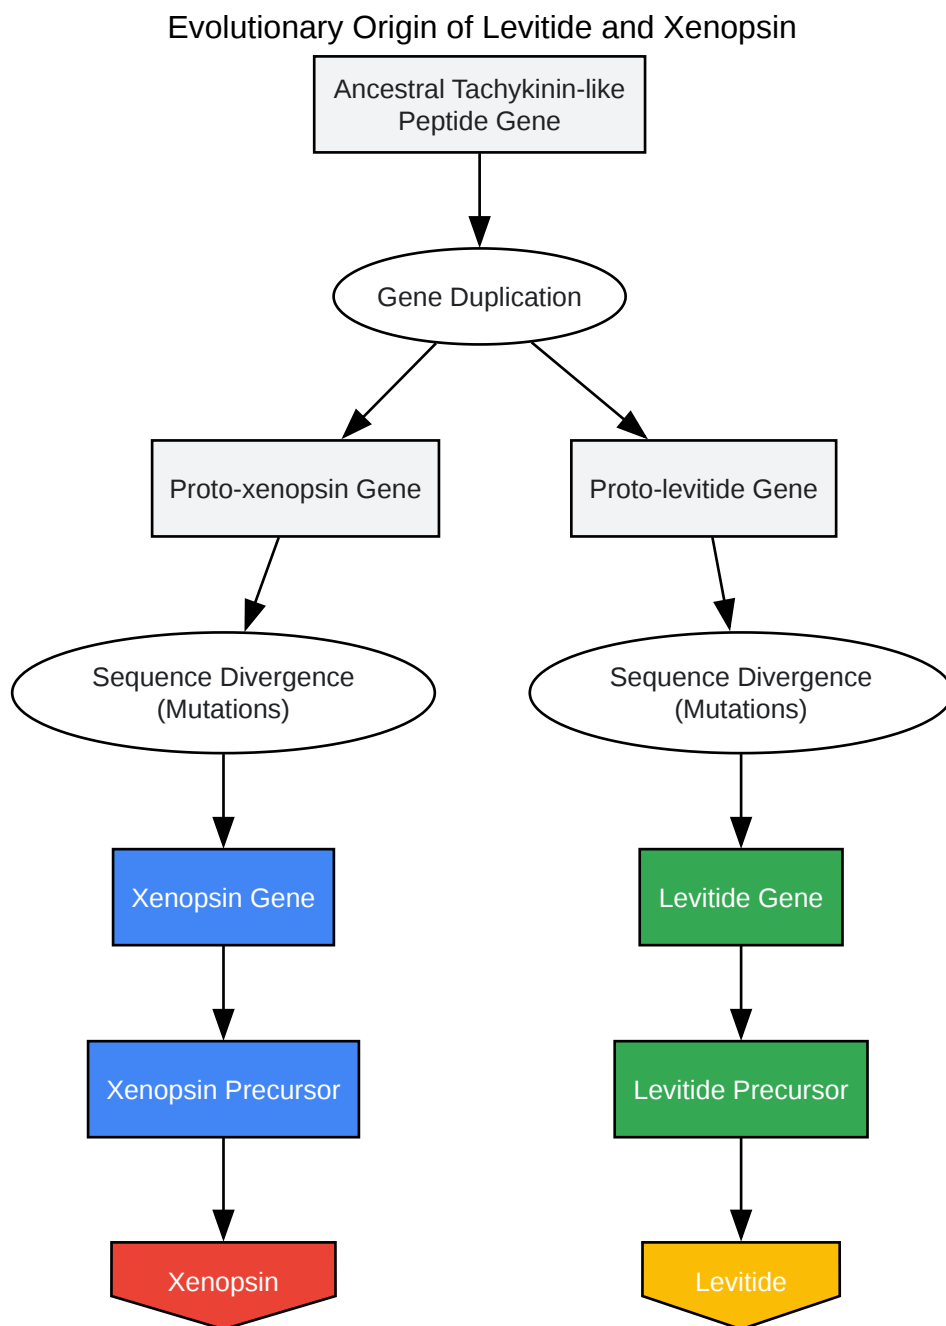 Evolutionary Origin of Levitide and Xenopsin
Ancestral Tachykinin-like
Peptide Gene
Gene Duplication
Proto-xenopsin Gene
Proto-levitide Gene
Sequence Divergence
(Mutations)
Sequence Divergence
(Mutations)
Xenopsin Gene
Levitide Gene
Xenopsin Precursor
Levitide Precursor
Xenopsin
Levitide